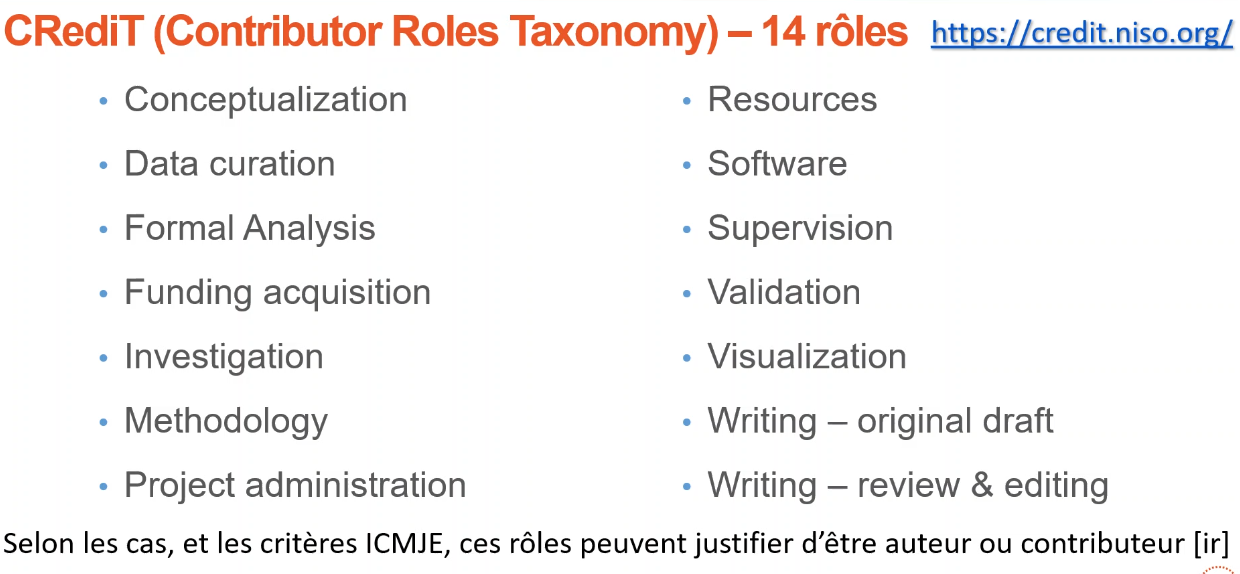 CRediT (Contributor Roles Taxonomy) – 14 rôles https://credit.niso.org/
• Conceptualization
• Data curation
• Formal Analysis
• Funding acquisition
• Investigation
• Methodology
• Project administration
• Resources
• Software
• Supervision
• Validation
• Visualization
• Writing – original draft
• Writing – review & editing
Selon les cas, et les critères ICMJE, ces rôles peuvent justifier d’être auteur ou contributeur [ir]